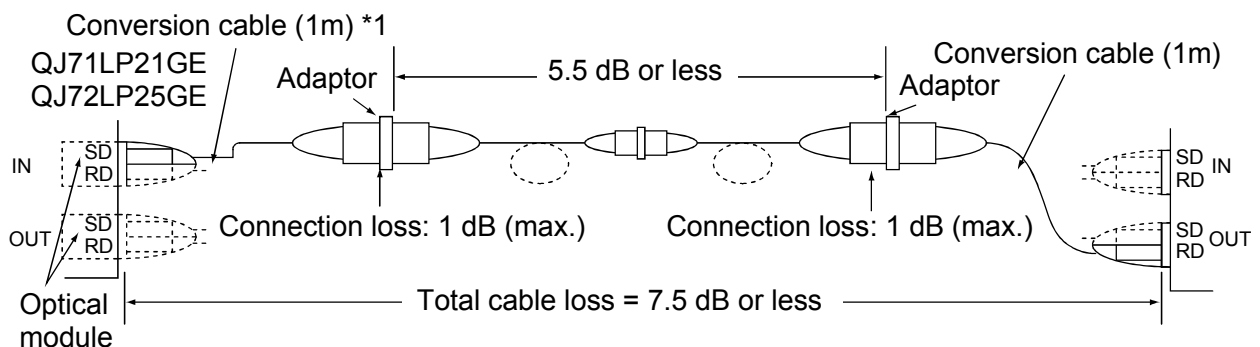 Conversion cable (1m) *1
QJ71LP21GE
QJ72LP25GE
Adaptor
5.5 dB or less
Conversion cable (1m)
Adaptor
IN
SD
RD
SD
RD
IN
Connection loss: 1 dB (max.)
Connection loss: 1 dB (max.)
OUT
SD
RD
SD
RD
OUT
Optical
module
Total cable loss = 7.5 dB or less